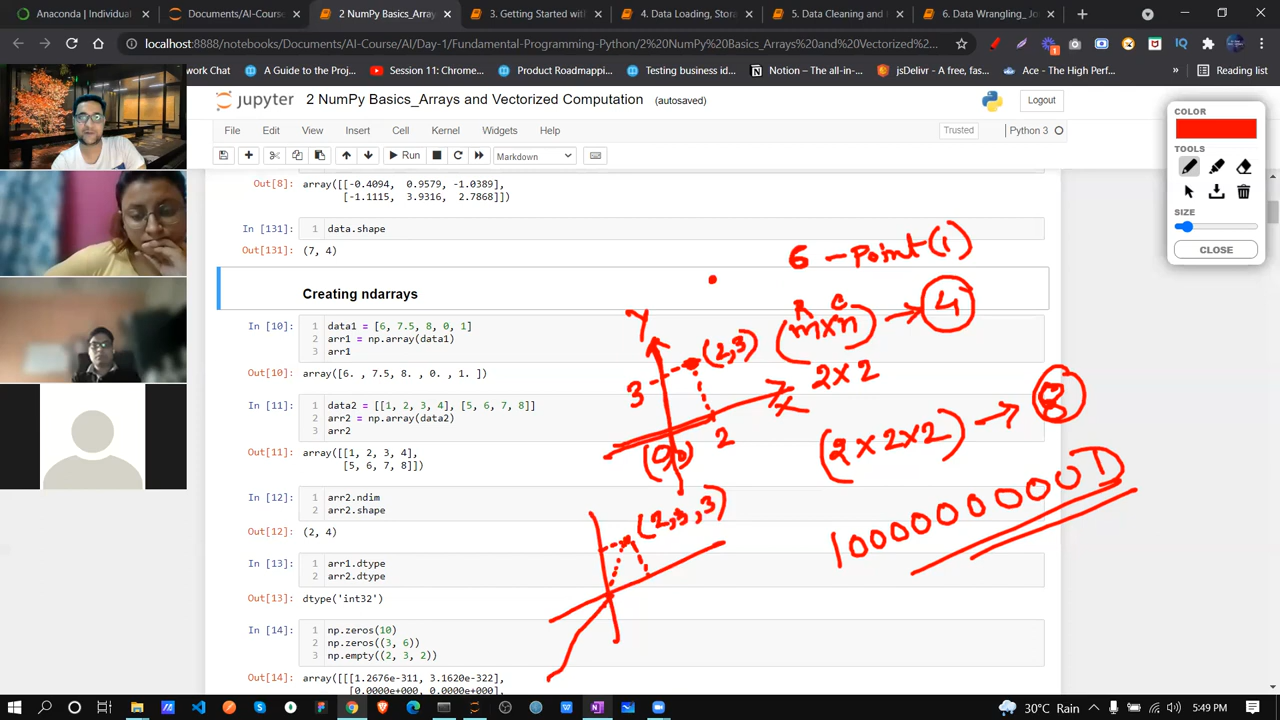 Anaconda | Individual
Documents/AI-Course/
2 NumPy Basics_Arrays
3. Getting Started with
4. Data Loading, Stora
5. Data Cleaning and
6. Data Wrangling_ Jo
localhost:8888/notebooks/Documents/AI-Course/AI/Day-1/Fundamental-Programming-Python/2%20NumPy%20Basics_Arrays%20and%20Vectorized%2...
work Chat
A Guide to the Proj...
Session 11: Chrome...
Product Roadmappi...
Testing business id...
Notion – The all-in-...
jsDelivr - A free, fas...
Ace - The High Perf...
»
Reading list
jupyter 2 NumPy Basics_Arrays and Vectorized Computation (autosaved)
Logout
File Edit View Insert Cell Kernel Widgets Help
Trusted
Python 3
Run
Markdown
COLOR
TOOLS
SIZE
CLOSE
Out[8]: array([[-0.4094, 0.9579, -1.0389],
[-1.1115, 3.9316, 2.7868]])
In [131] 1 data.shape
Out[131]: (7, 4)
6 – Point(1)
Creating ndarrays
R C
(m×n) → 4
Y
(2,3)
2×2
3
X
2
(0,0)
(2×2×2) → 8
In [10]: 1 data1 = [6, 7.5, 8, 0, 1]
2 arr1 = np.array(data1)
3 arr1
Out[10]: array([6. , 7.5, 8. , 0. , 1. ])
In [11]: 1 data2 = [[1, 2, 3, 4], [5, 6, 7, 8]]
2 arr2 = np.array(data2)
3 arr2
Out[11]: array([[1, 2, 3, 4],
[5, 6, 7, 8]])
1000000000D
(2,3,3)
In [12]: 1 arr2.ndim
2 arr2.shape
Out[12]: (2, 4)
In [13]: 1 arr1.dtype
2 arr2.dtype
Out[13]: dtype('int32')
In [14]: 1 np.zeros(10)
2 np.zeros((3, 6))
3 np.empty((2, 3, 2))
Out[14]: array([[[1.2676e-311, 3.1620e-322],
[0.0000e+000, 0.0000e+000],
30°C Rain
ENG
5:49 PM